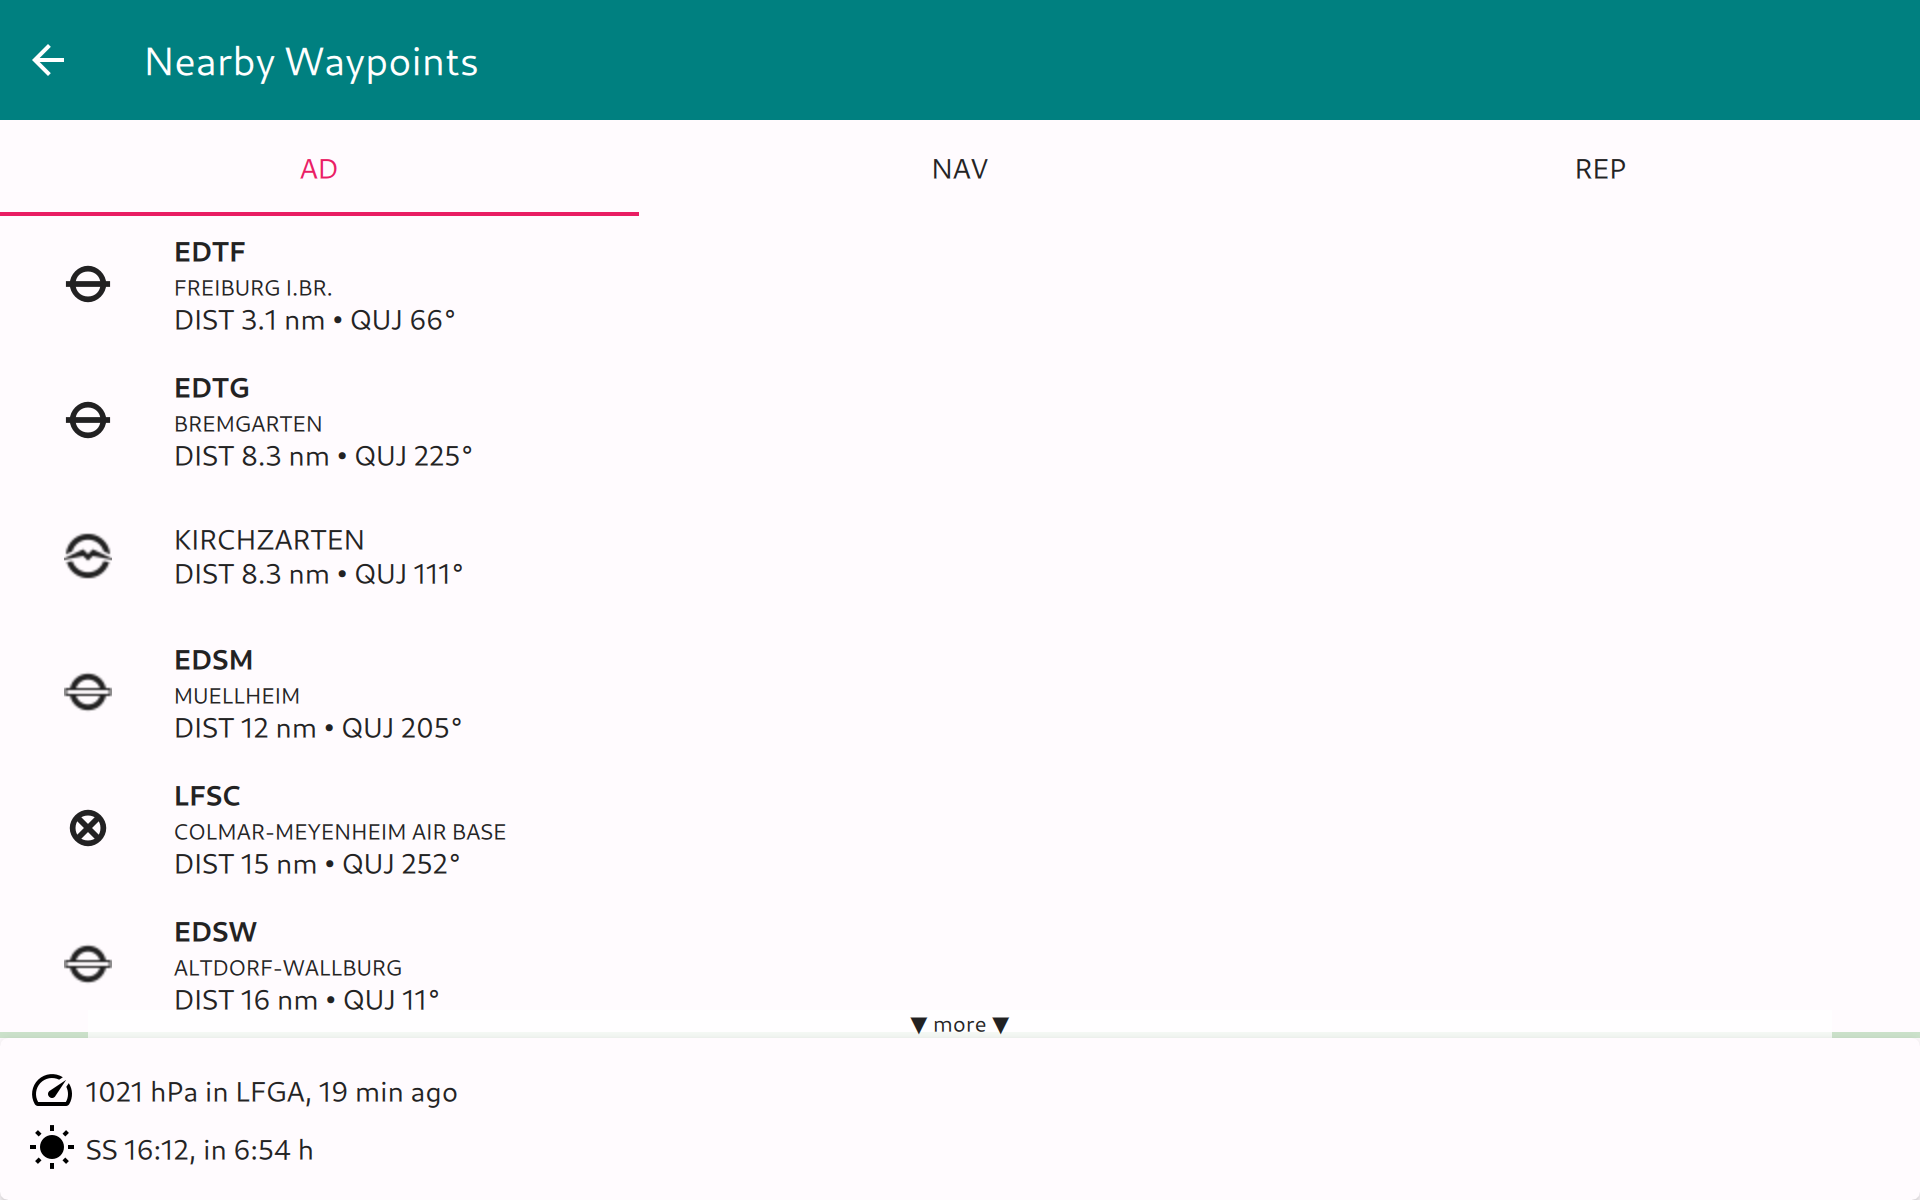 Nearby Waypoints
AD
NAV
REP
EDTF
FREIBURG I.BR.
DIST 3.1 nm • QUJ 66°
EDTG
BREMGARTEN
DIST 8.3 nm • QUJ 225°
KIRCHZARTEN
DIST 8.3 nm • QUJ 111°
EDSM
MUELLHEIM
DIST 12 nm • QUJ 205°
LFSC
COLMAR-MEYENHEIM AIR BASE
DIST 15 nm • QUJ 252°
EDSW
ALTDORF-WALLBURG
DIST 16 nm • QUJ 11°
▼ more ▼
1021 hPa in LFGA, 19 min ago
SS 16:12, in 6:54 h